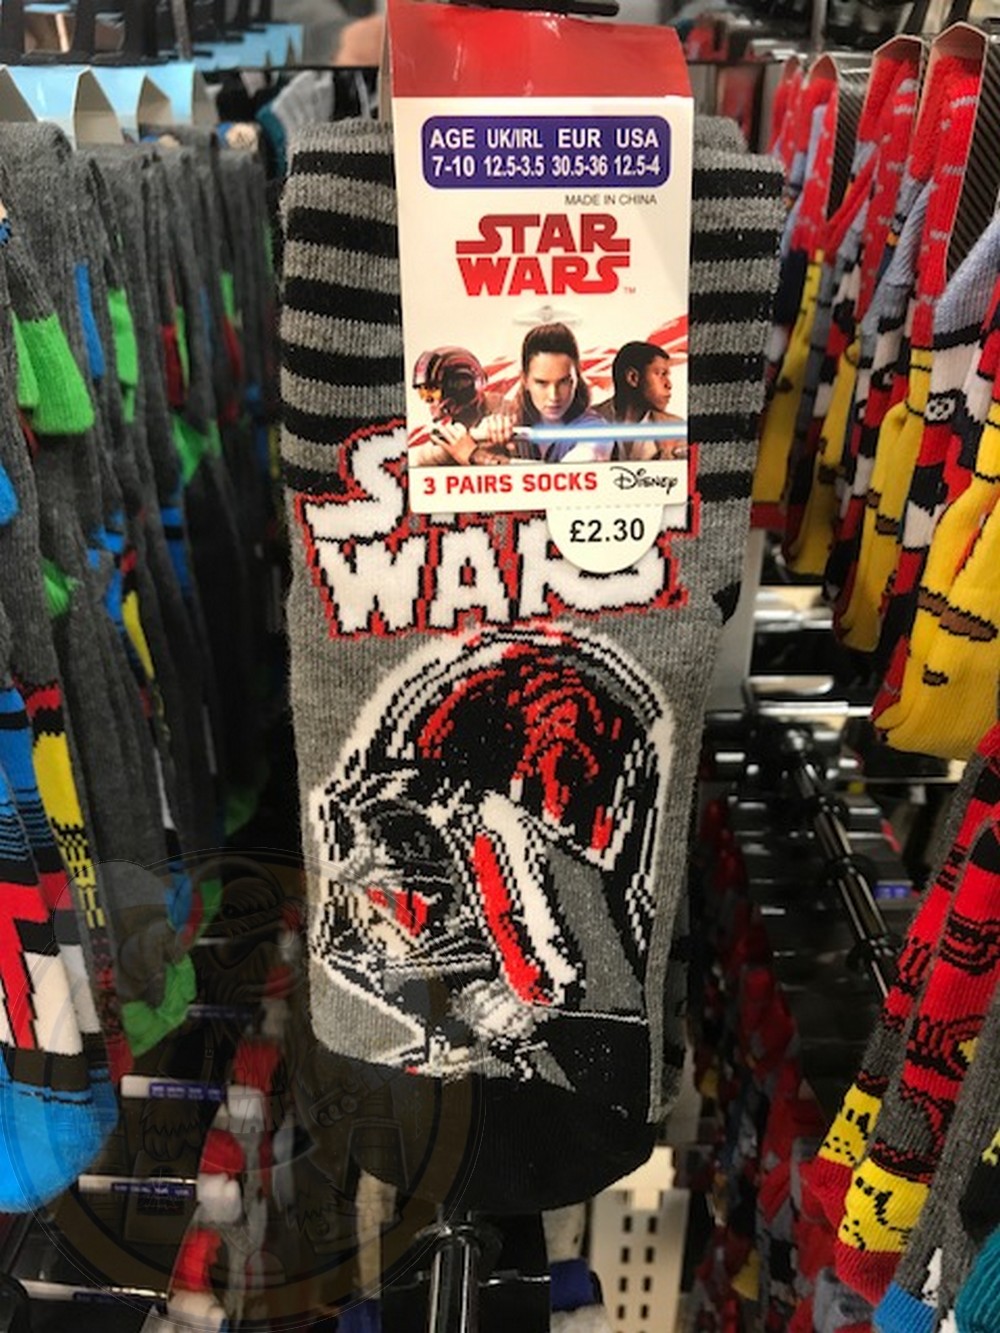 AGE UK/IRL EUR USA
7-10 12.5-3.5 30.5-36 12.5-4
MADE IN CHINA
STAR
WARS™
3 PAIRS SOCKS Disney
£2.30
WARS